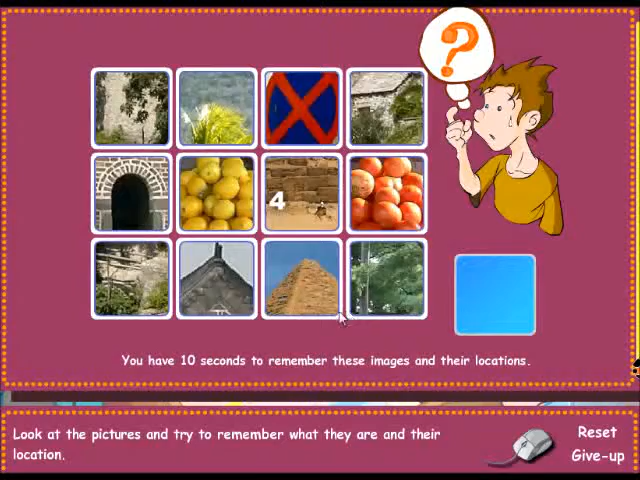 ?
4
You have 10 seconds to remember these images and their locations.
Look at the pictures and try to remember what they are and their
location.
Reset
Give-up